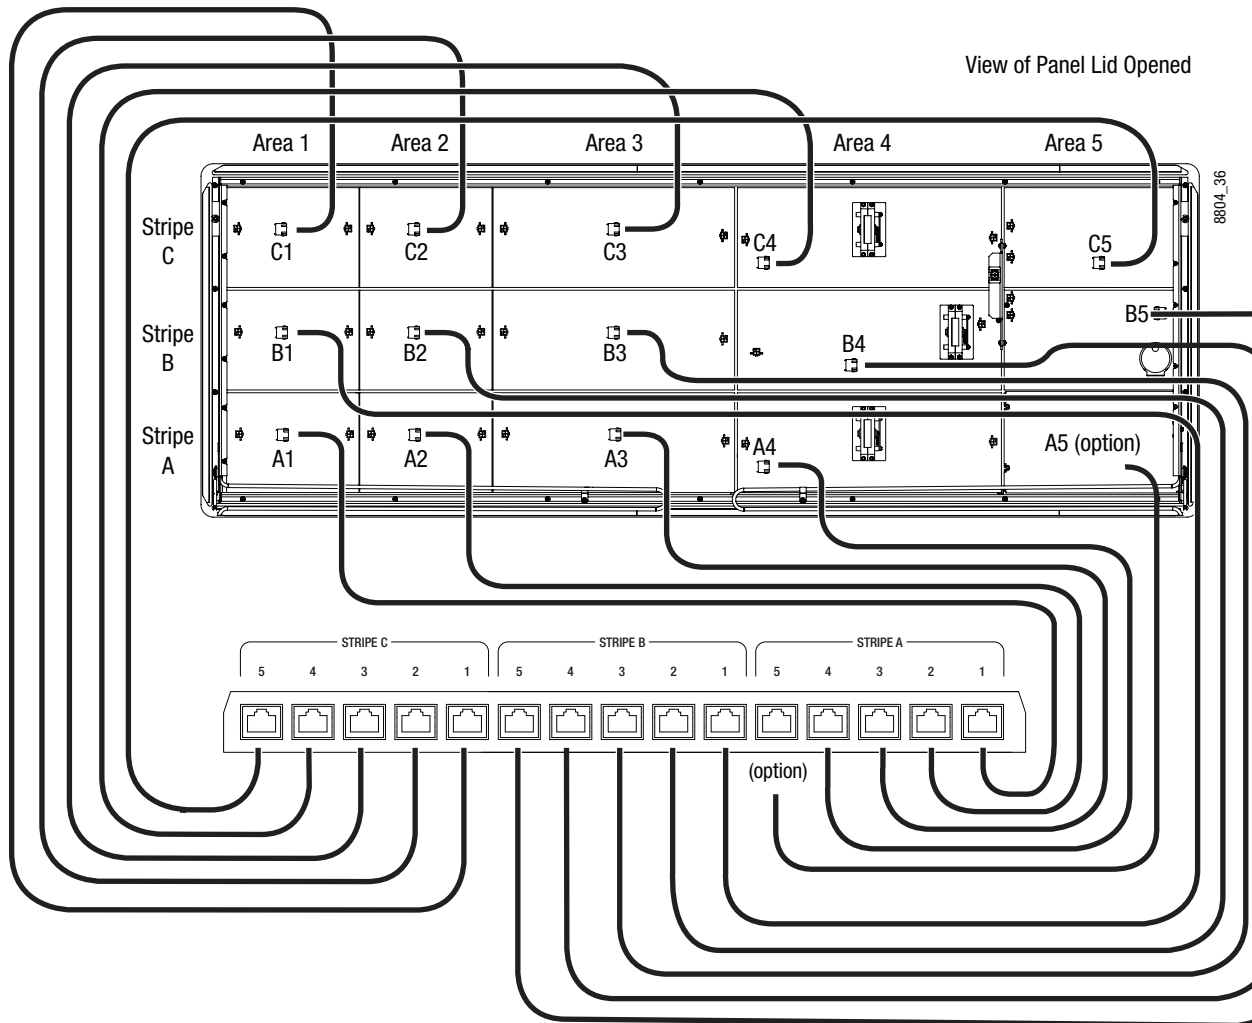 View of Panel Lid Opened
Area 1 Area 2 Area 3 Area 4 Area 5
8804_36
Stripe
C
C1 C2 C3 C4 C5
Stripe
B
B1 B2 B3 B4 B5
Stripe
A
A1 A2 A3 A4 A5 (option)
STRIPE C STRIPE B STRIPE A
5 4 3 2 1 5 4 3 2 1 5 4 3 2 1
(option)